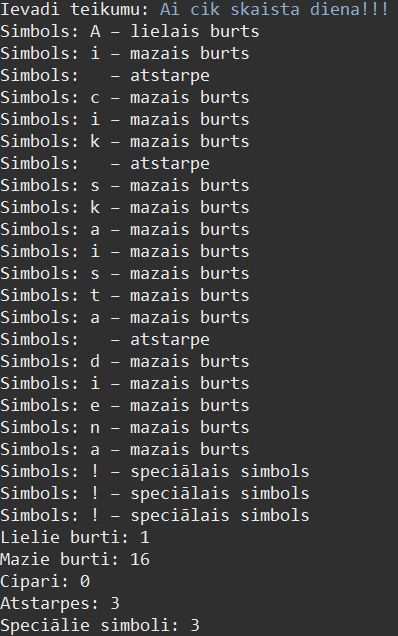 Ievadi teikumu: Ai cik skaista diena!!!
Simbols: A – lielais burts
Simbols: i – mazais burts
Simbols:   – atstarpe
Simbols: c – mazais burts
Simbols: i – mazais burts
Simbols: k – mazais burts
Simbols:   – atstarpe
Simbols: s – mazais burts
Simbols: k – mazais burts
Simbols: a – mazais burts
Simbols: i – mazais burts
Simbols: s – mazais burts
Simbols: t – mazais burts
Simbols: a – mazais burts
Simbols:   – atstarpe
Simbols: d – mazais burts
Simbols: i – mazais burts
Simbols: e – mazais burts
Simbols: n – mazais burts
Simbols: a – mazais burts
Simbols: ! – speciālais simbols
Simbols: ! – speciālais simbols
Simbols: ! – speciālais simbols
Lielie burti: 1
Mazie burti: 16
Cipari: 0
Atstarpes: 3
Speciālie simboli: 3